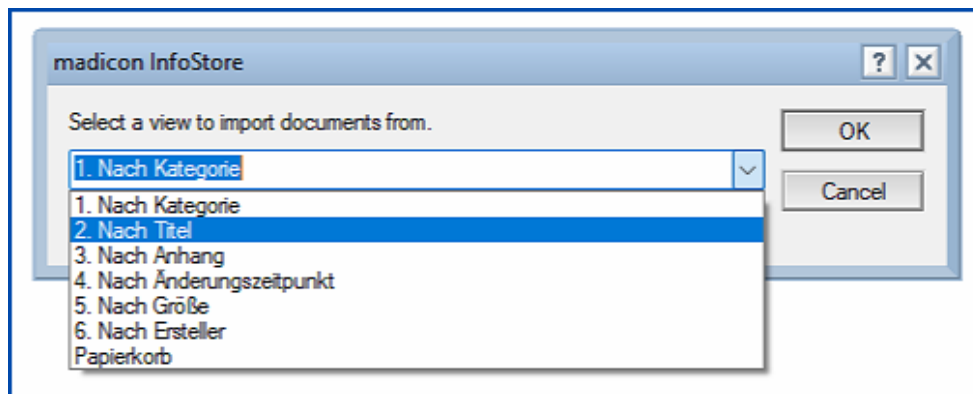 madicon InfoStore
?
Select a view to import documents from.
OK
1. Nach Kategorie
Cancel
1. Nach Kategorie
2. Nach Titel
3. Nach Anhang
4. Nach Änderungszeitpunkt
5. Nach Größe
6. Nach Ersteller
Papierkorb